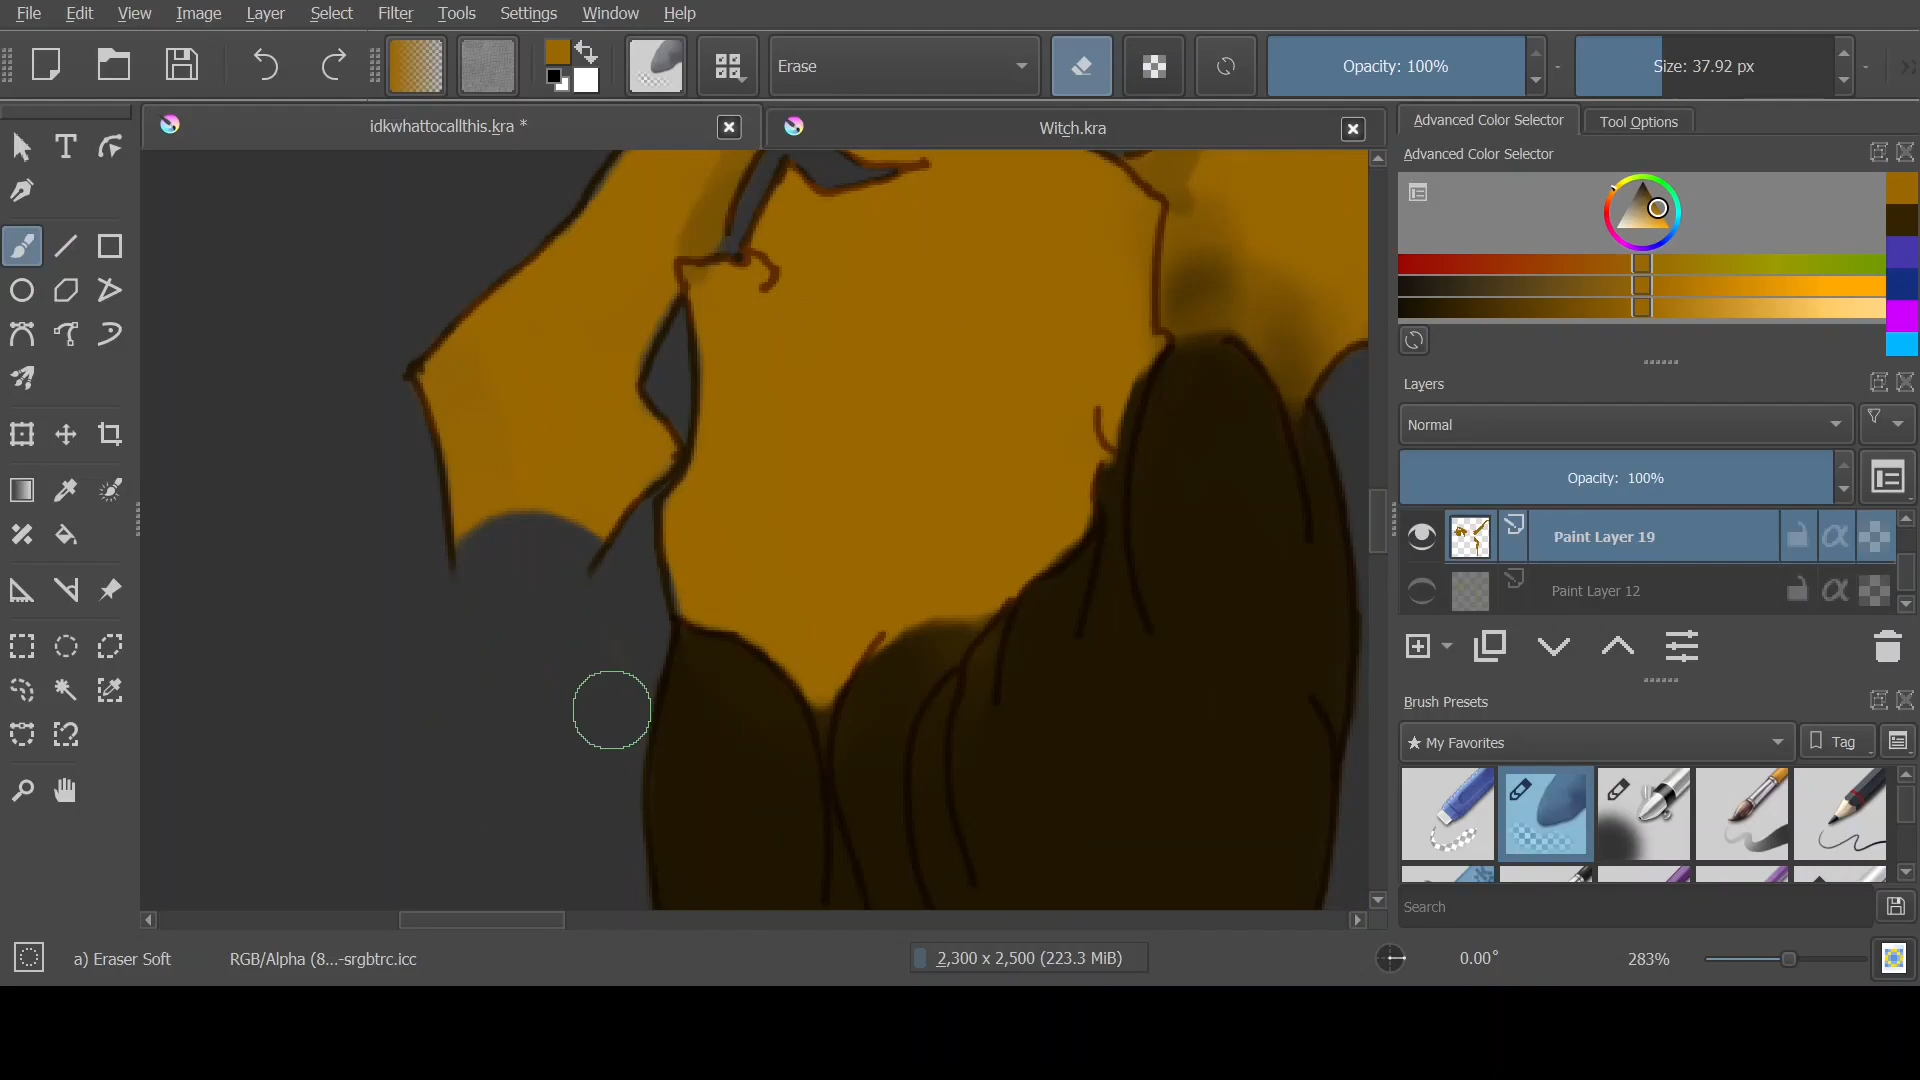 File Edit View Image Layer Select Filter Tools Settings Window Help
Erase Opacity: 100% Size: 37.92 px
idkwhattocallthis.kra * Witch.kra
Advanced Color Selector Tool Options
Advanced Color Selector
Layers
Normal
Opacity: 100%
Paint Layer 19
Paint Layer 12
Brush Presets
★ My Favorites Tag
Search
a) Eraser Soft RGB/Alpha (8...-srgbtrc.icc 2,300 x 2,500 (223.3 MiB) 0.00° 283%